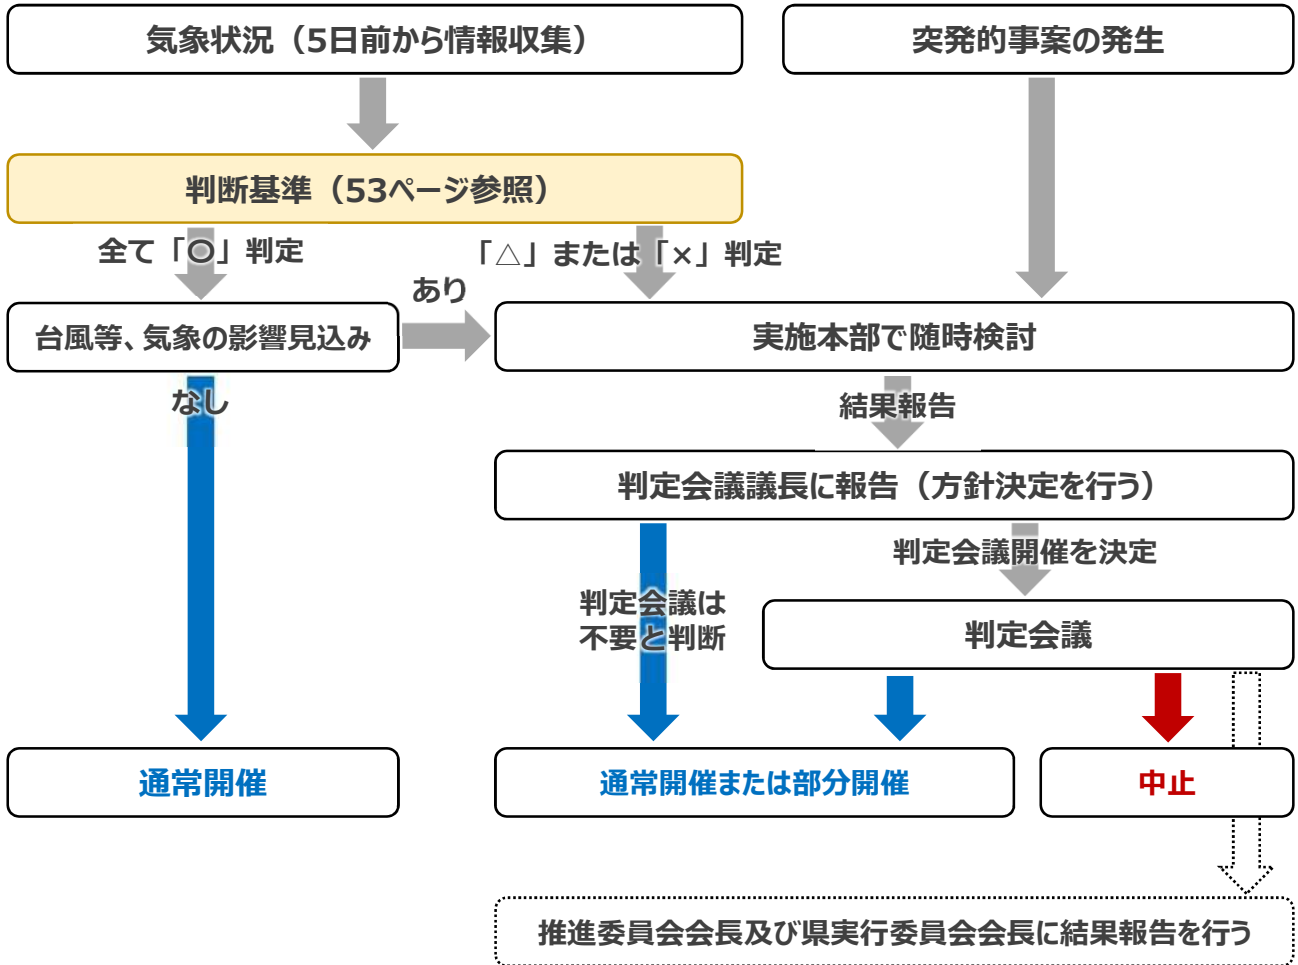 気象状況（5日前から情報収集）
突発的事案の発生
判断基準（53ページ参照）
全て「〇」判定
「△」または「×」判定
あり
台風等、気象の影響見込み
実施本部で随時検討
なし
結果報告
判定会議議長に報告（方針決定を行う）
判定会議開催を決定
判定会議は
不要と判断
判定会議
通常開催
通常開催または部分開催
中止
推進委員会会長及び県実行委員会会長に結果報告を行う